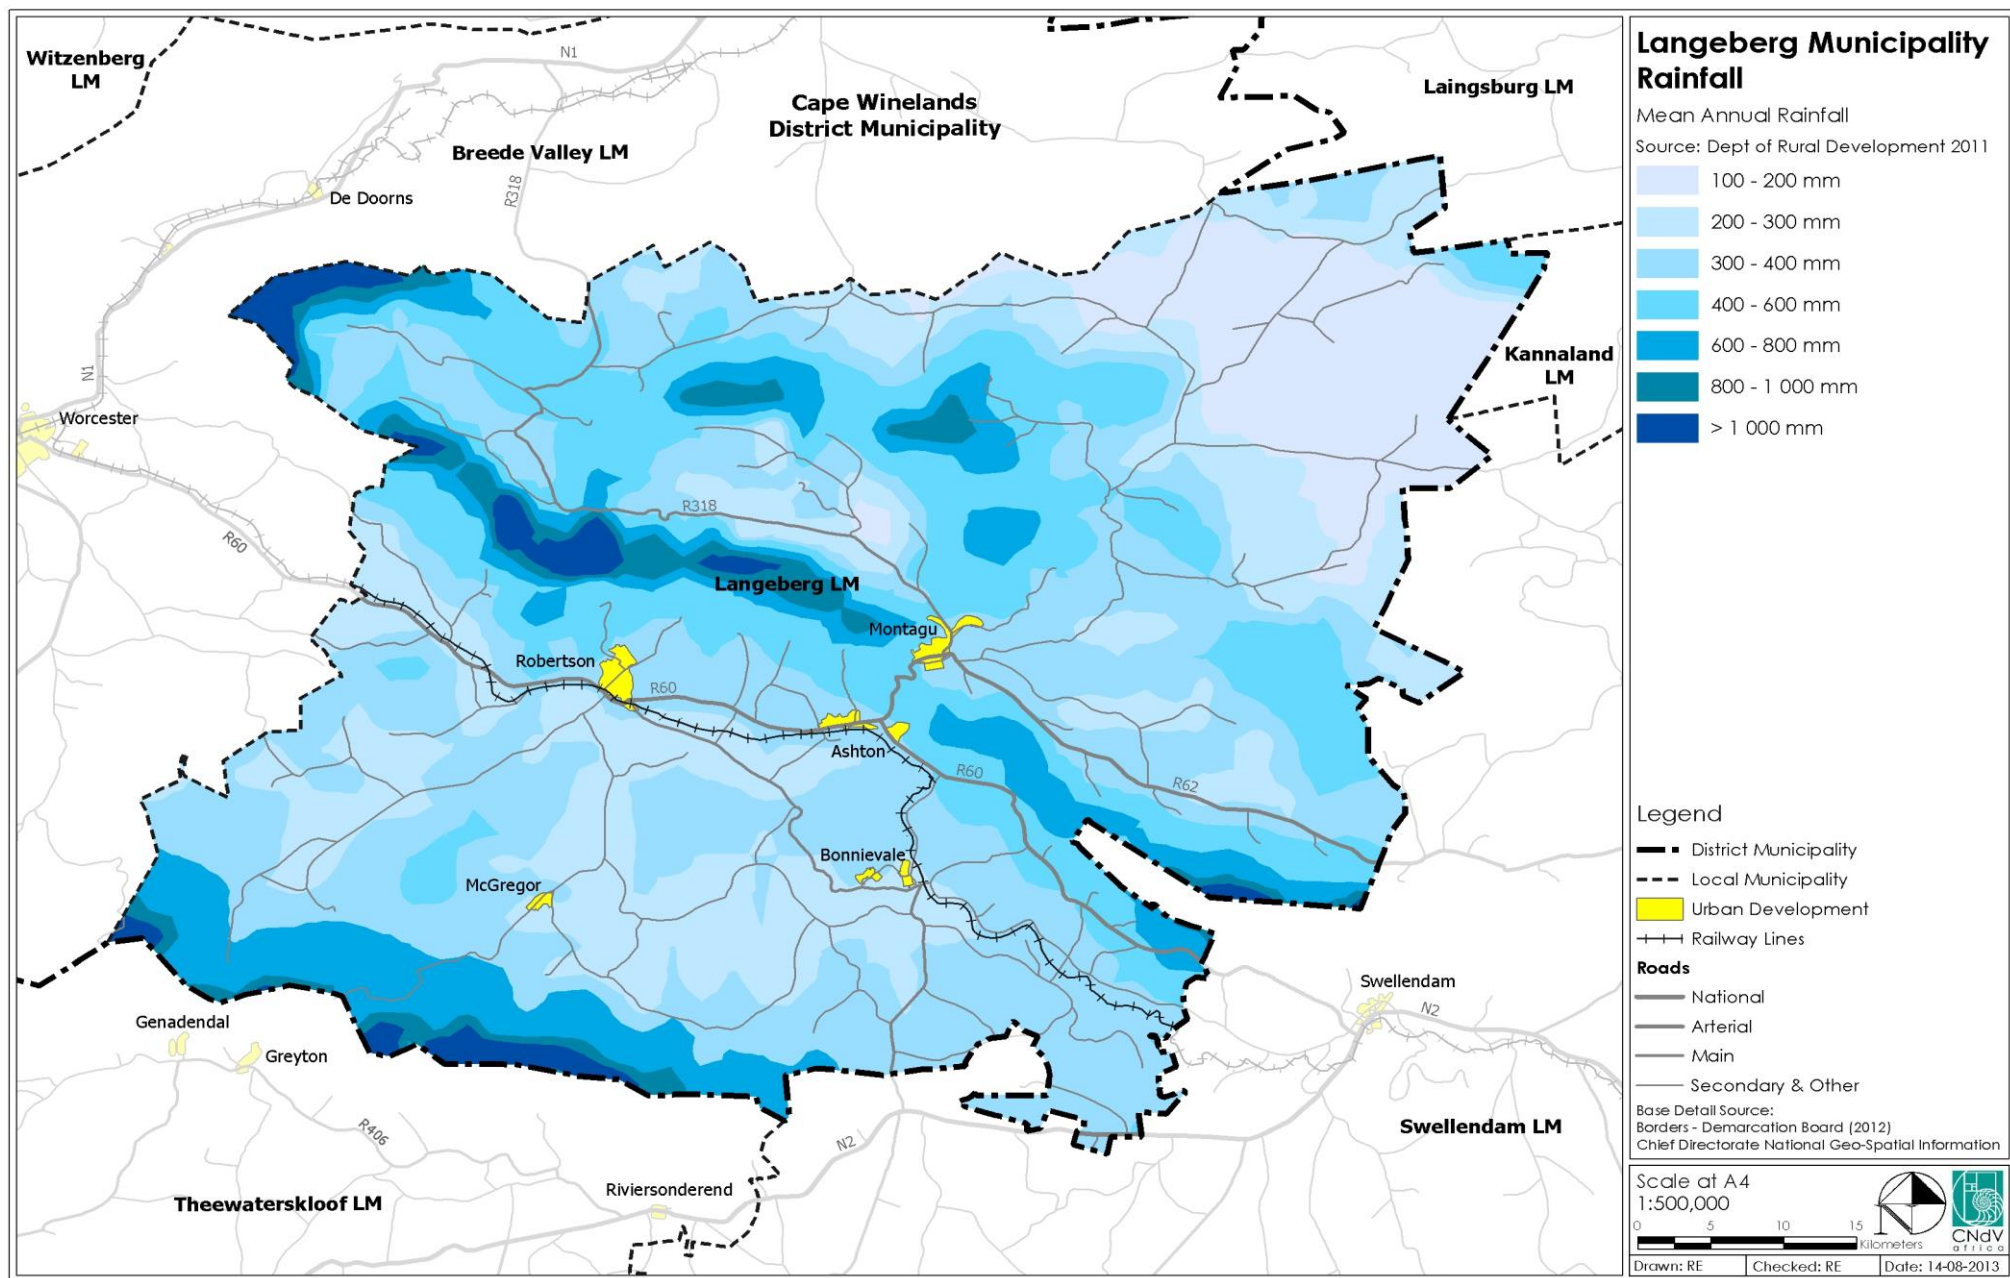 Witzenberg
LM
N1
Cape Winelands
District Municipality
Laingsburg LM
Breede Valley LM
De Doorns
R318
N1
Kannaland
LM
Worcester
R60
R318
Langeberg LM
Montagu
Robertson
R60
Ashton
R60
R62
Bonnievale
McGregor
Swellendam
N2
Genadendal
Greyton
R406
N2
Swellendam LM
Theewaterskloof LM
Riviersonderend
Langeberg Municipality
Rainfall
Mean Annual Rainfall
Source: Dept of Rural Development 2011
100 - 200 mm
200 - 300 mm
300 - 400 mm
400 - 600 mm
600 - 800 mm
800 - 1 000 mm
> 1 000 mm
Legend
District Municipality
Local Municipality
Urban Development
Railway Lines
Roads
National
Arterial
Main
Secondary & Other
Base Detail Source:
Borders - Demarcation Board (2012)
Chief Directorate National Geo-Spatial Information
Scale at A4
1:500,000
0 5 10 15
Kilometers
CNdV
africa
Drawn: RE Checked: RE Date: 14-08-2013